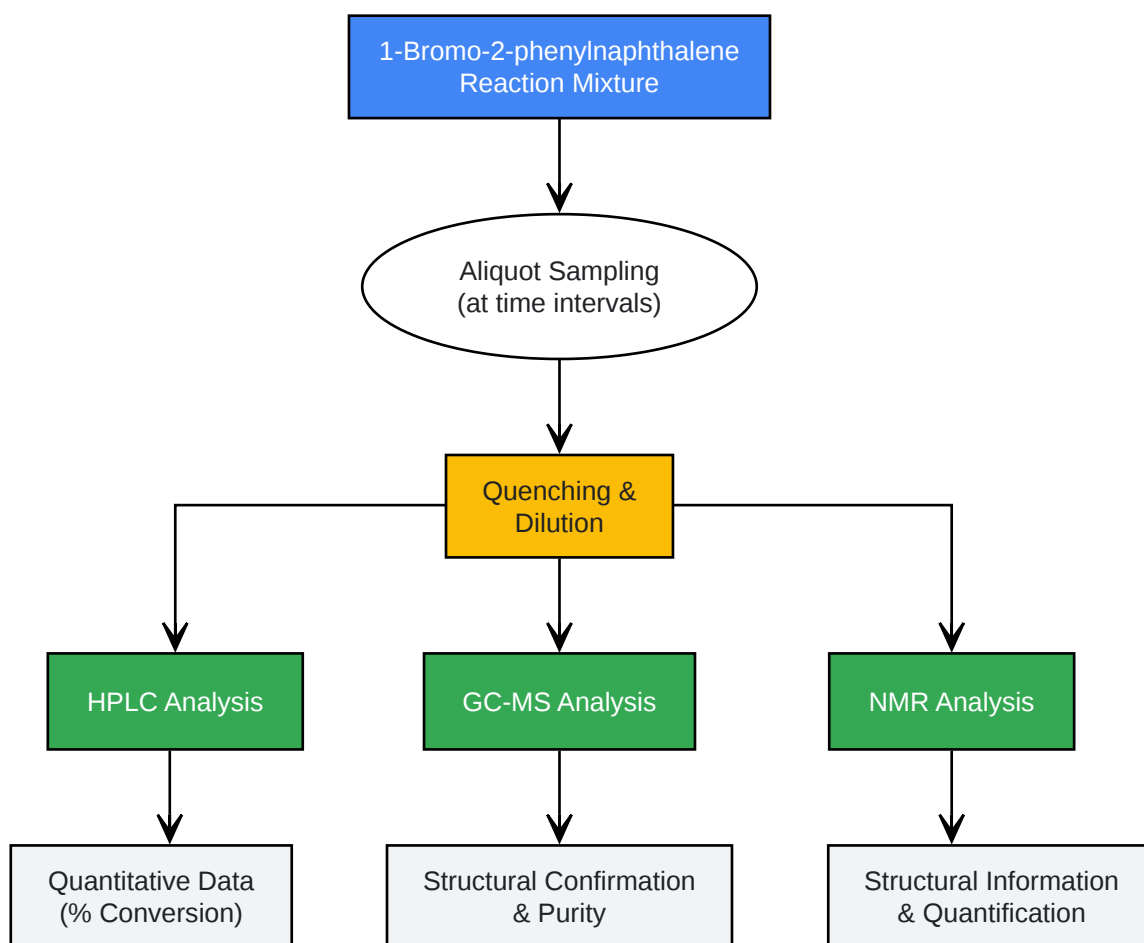 1-Bromo-2-phenylnaphthalene
Reaction Mixture
Aliquot Sampling
(at time intervals)
Quenching &
Dilution
HPLC Analysis
GC-MS Analysis
NMR Analysis
Quantitative Data
(% Conversion)
Structural Confirmation
& Purity
Structural Information
& Quantification